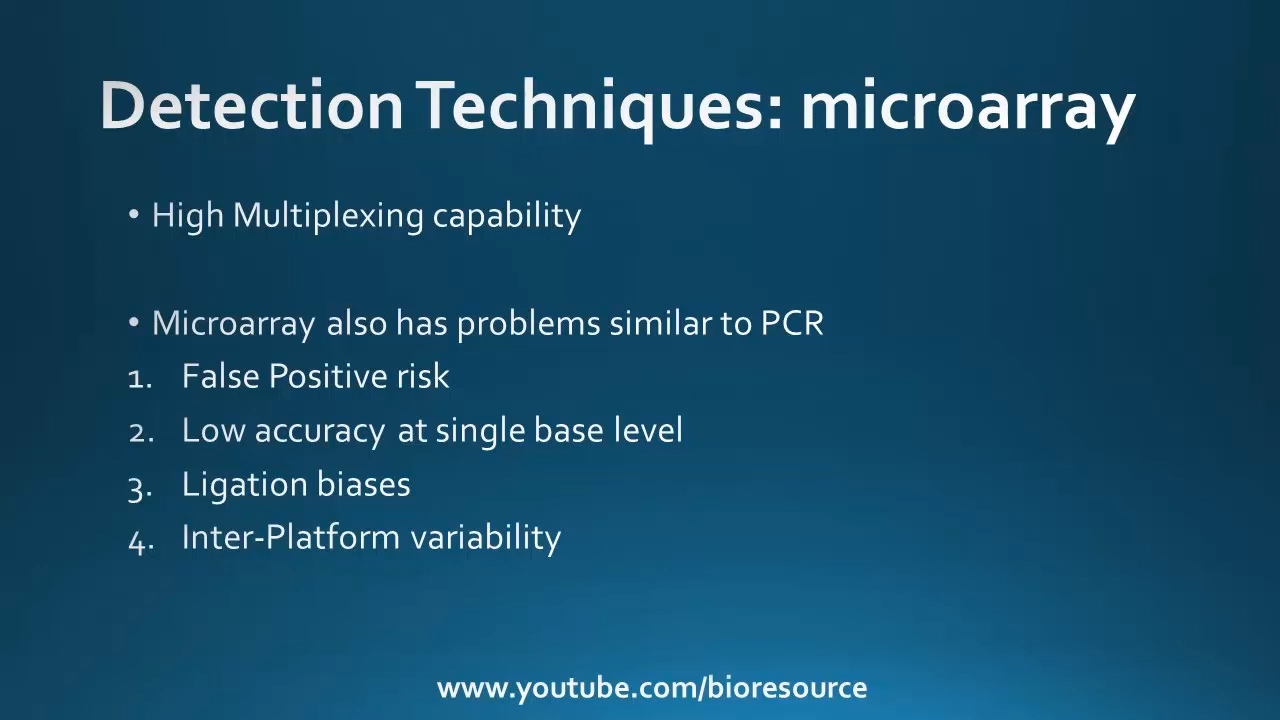 Detection Techniques: microarray
• High Multiplexing capability
• Microarray also has problems similar to PCR
1. False Positive risk
2. Low accuracy at single base level
3. Ligation biases
4. Inter-Platform variability
www.youtube.com/bioresource